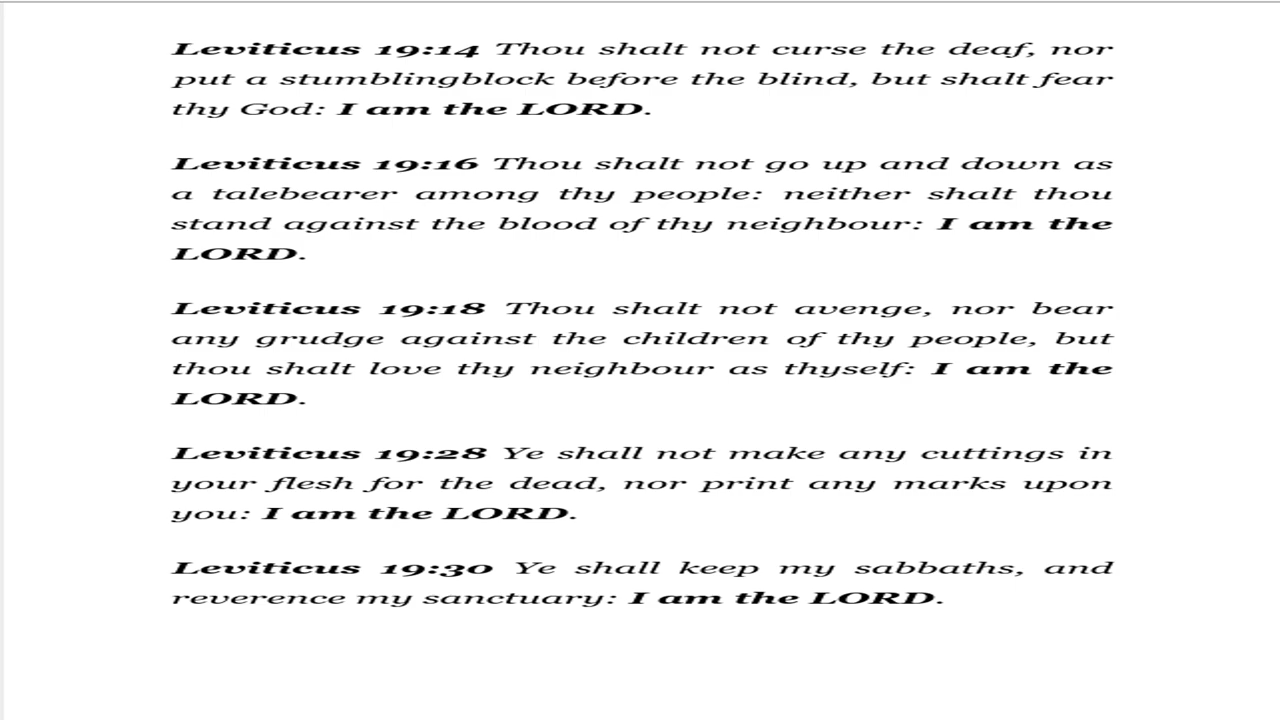 Leviticus 19:14 Thou shalt not curse the deaf, nor
put a stumblingblock before the blind, but shalt fear
thy God: I am the LORD.
Leviticus 19:16 Thou shalt not go up and down as
a talebearer among thy people: neither shalt thou
stand against the blood of thy neighbour: I am the
LORD.
Leviticus 19:18 Thou shalt not avenge, nor bear
any grudge against the children of thy people, but
thou shalt love thy neighbour as thyself: I am the
LORD.
Leviticus 19:28 Ye shall not make any cuttings in
your flesh for the dead, nor print any marks upon
you: I am the LORD.
Leviticus 19:30 Ye shall keep my sabbaths, and
reverence my sanctuary: I am the LORD.